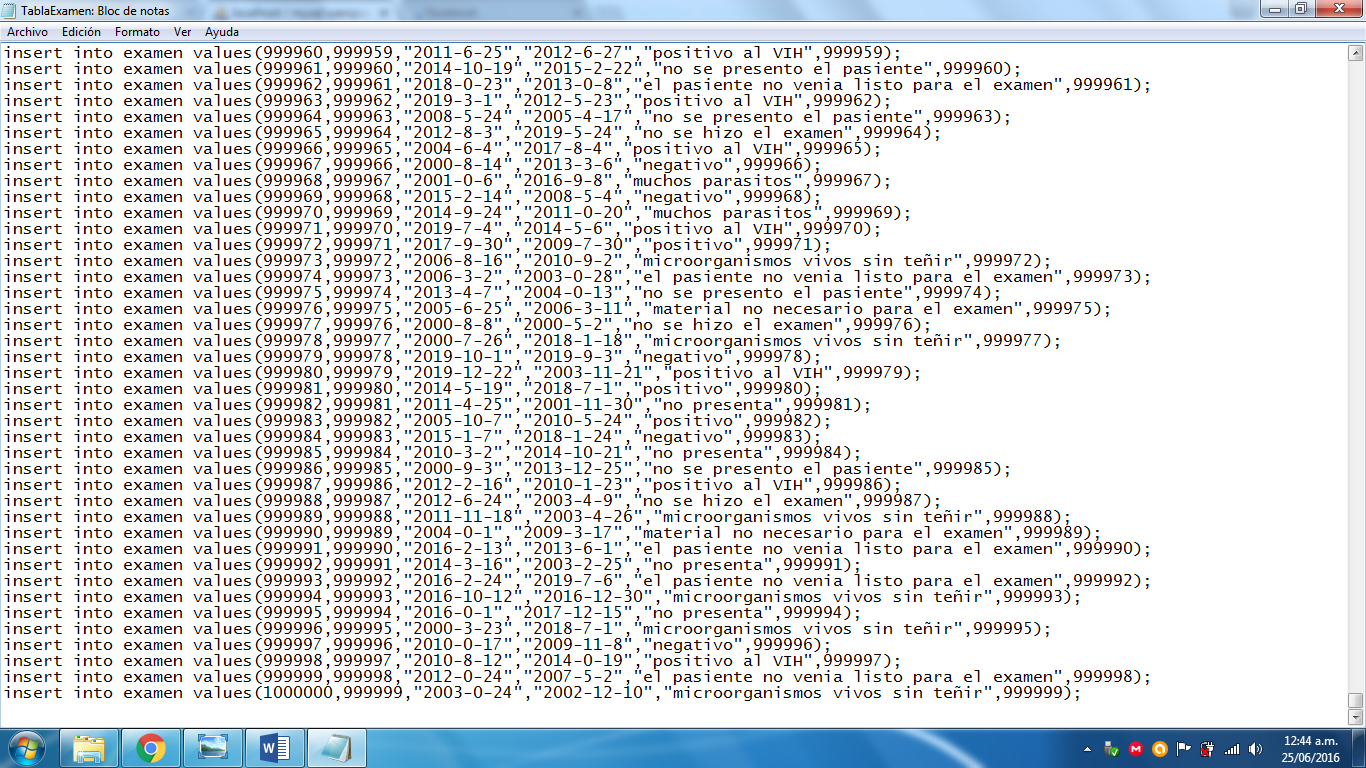 TablaExamen: Bloc de notas
Archivo Edición Formato Ver Ayuda
insert into examen values(999960,999959,"2011-6-25","2012-6-27","positivo al VIH",999959);
insert into examen values(999961,999960,"2014-10-19","2015-2-22","no se presento el pasiente",999960);
insert into examen values(999962,999961,"2018-0-23","2013-0-8","el pasiente no venia listo para el examen",999961);
insert into examen values(999963,999962,"2019-3-1","2012-5-23","positivo al VIH",999962);
insert into examen values(999964,999963,"2008-5-24","2005-4-17","no se presento el pasiente",999963);
insert into examen values(999965,999964,"2012-8-3","2019-5-24","no se hizo el examen",999964);
insert into examen values(999966,999965,"2004-6-4","2017-8-4","positivo al VIH",999965);
insert into examen values(999967,999966,"2000-8-14","2013-3-6","negativo",999966);
insert into examen values(999968,999967,"2001-0-6","2016-9-8","muchos parasitos",999967);
insert into examen values(999969,999968,"2015-2-14","2008-5-4","negativo",999968);
insert into examen values(999970,999969,"2014-9-24","2011-0-20","muchos parasitos",999969);
insert into examen values(999971,999970,"2019-7-4","2014-5-6","positivo al VIH",999970);
insert into examen values(999972,999971,"2017-9-30","2009-7-30","positivo",999971);
insert into examen values(999973,999972,"2006-8-16","2010-9-2","microorganismos vivos sin teñir",999972);
insert into examen values(999974,999973,"2006-3-2","2003-0-28","el pasiente no venia listo para el examen",999973);
insert into examen values(999975,999974,"2013-4-7","2004-0-13","no se presento el pasiente",999974);
insert into examen values(999976,999975,"2005-6-25","2006-3-11","material no necesario para el examen",999975);
insert into examen values(999977,999976,"2000-8-8","2000-5-2","no se hizo el examen",999976);
insert into examen values(999978,999977,"2000-7-26","2018-1-18","microorganismos vivos sin teñir",999977);
insert into examen values(999979,999978,"2019-10-1","2019-9-3","negativo",999978);
insert into examen values(999980,999979,"2019-12-22","2003-11-21","positivo al VIH",999979);
insert into examen values(999981,999980,"2014-5-19","2018-7-1","positivo",999980);
insert into examen values(999982,999981,"2011-4-25","2001-11-30","no presenta",999981);
insert into examen values(999983,999982,"2005-10-7","2010-5-24","positivo",999982);
insert into examen values(999984,999983,"2015-1-7","2018-1-24","negativo",999983);
insert into examen values(999985,999984,"2010-3-2","2014-10-21","no presenta",999984);
insert into examen values(999986,999985,"2000-9-3","2013-12-25","no se presento el pasiente",999985);
insert into examen values(999987,999986,"2012-2-16","2010-1-23","positivo al VIH",999986);
insert into examen values(999988,999987,"2012-6-24","2003-4-9","no se hizo el examen",999987);
insert into examen values(999989,999988,"2011-11-18","2003-4-26","microorganismos vivos sin teñir",999988);
insert into examen values(999990,999989,"2004-0-1","2009-3-17","material no necesario para el examen",999989);
insert into examen values(999991,999990,"2016-2-13","2013-6-1","el pasiente no venia listo para el examen",999990);
insert into examen values(999992,999991,"2014-3-16","2003-2-25","no presenta",999991);
insert into examen values(999993,999992,"2016-2-24","2019-7-6","el pasiente no venia listo para el examen",999992);
insert into examen values(999994,999993,"2016-10-12","2016-12-30","microorganismos vivos sin teñir",999993);
insert into examen values(999995,999994,"2016-0-1","2017-12-15","no presenta",999994);
insert into examen values(999996,999995,"2000-3-23","2018-7-1","microorganismos vivos sin teñir",999995);
insert into examen values(999997,999996,"2010-0-17","2009-11-8","negativo",999996);
insert into examen values(999998,999997,"2010-8-12","2014-0-19","positivo al VIH",999997);
insert into examen values(999999,999998,"2012-0-24","2007-5-2","el pasiente no venia listo para el examen",999998);
insert into examen values(1000000,999999,"2003-0-24","2002-12-10","microorganismos vivos sin teñir",999999);
12:44 a.m.
25/06/2016